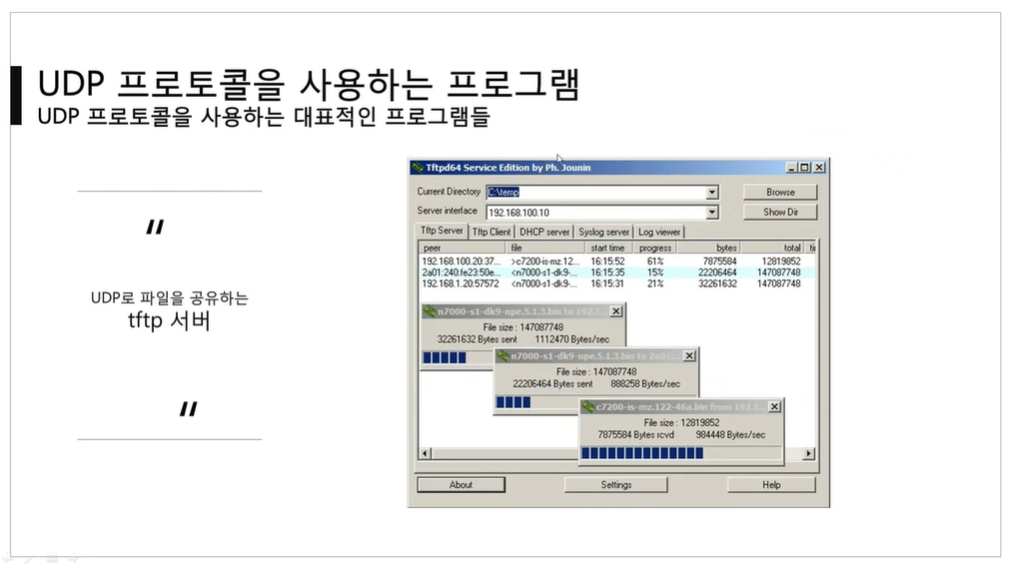 UDP 프로토콜을 사용하는 프로그램
UDP 프로토콜을 사용하는 대표적인 프로그램들
"
UDP로 파일을 공유하는
tftp 서버
"
Tftpd64 Service Edition by Ph. Jounin
Current Directory C:\temp Browse
Server interface 192.168.100.10 Show Dir
Tftp Server Tftp Client DHCP server Syslog server Log viewer
peer file start time progress bytes total ti
192.168.100.20:37... >c7200-is-mz.12... 16:15:52 61% 7875584 12819852
2a01:240:fe23:50e... <n7000-s1-dk9-... 16:15:35 15% 22206464 147087748
192.168.1.20:57572 <n7000-s1-dk9-... 16:15:31 21% 32261632 147087748
n7000-s1-dk9-npe.5.1.3.bin to 192.1...
File size : 147087748
32261632 Bytes sent 1112470 Bytes/sec
n7000-s1-dk9-npe.5.1.3.bin to 2a01:...
File size : 147087748
22206464 Bytes sent 888258 Bytes/sec
c7200-is-mz.122-46a.bin from 192.1...
File size : 12819852
7875584 Bytes rcvd 984448 Bytes/sec
About Settings Help